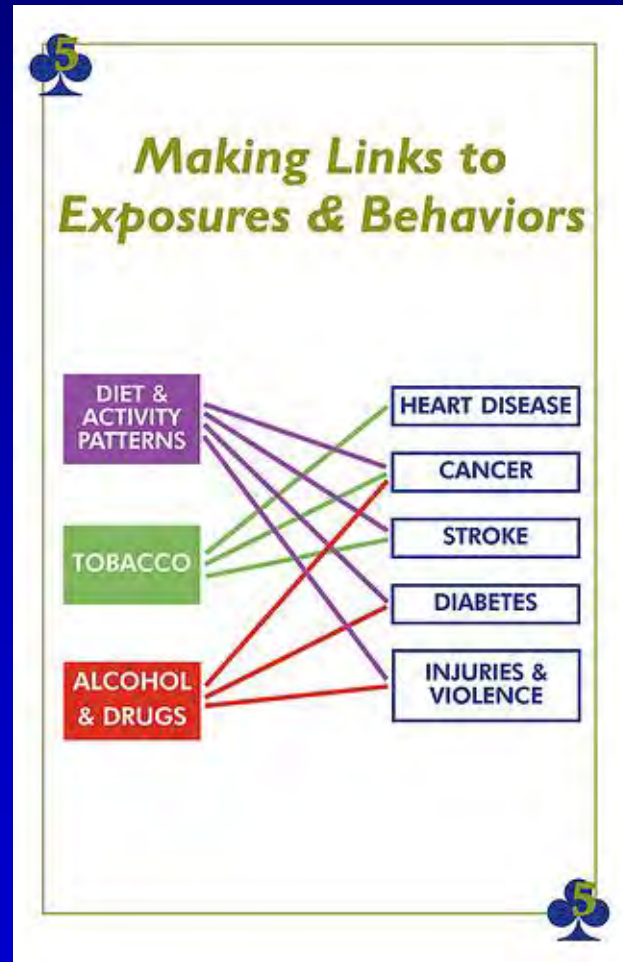 5
Making Links to
Exposures & Behaviors
DIET &
ACTIVITY
PATTERNS
TOBACCO
ALCOHOL
& DRUGS
HEART DISEASE
CANCER
STROKE
DIABETES
INJURIES &
VIOLENCE
5